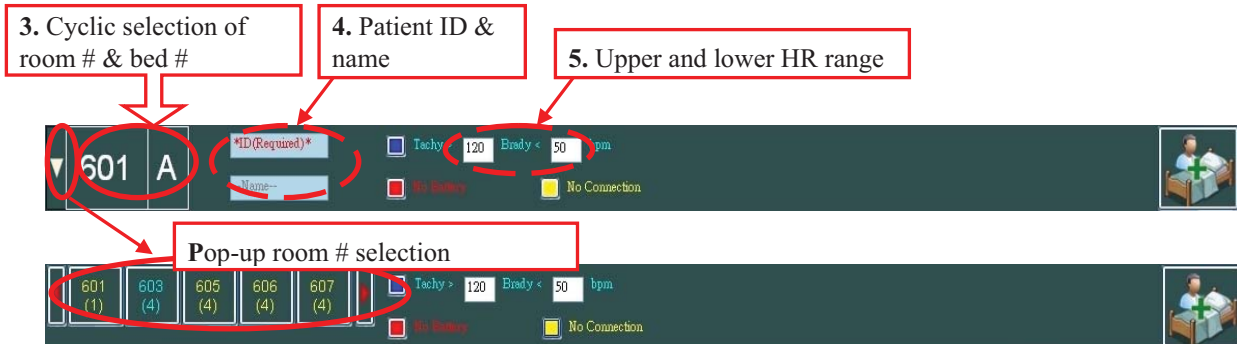 3. Cyclic selection of
room # & bed #
4. Patient ID &
name
5. Upper and lower HR range
601 A
*ID(Required)*
Tachy > 120 Brady < 50 bpm
--Name--
No Battery
No Connection
Pop-up room # selection
601 603 605 606 607
(1) (4) (4) (4) (4)
Tachy > 120 Brady < 50 bpm
No Battery
No Connection